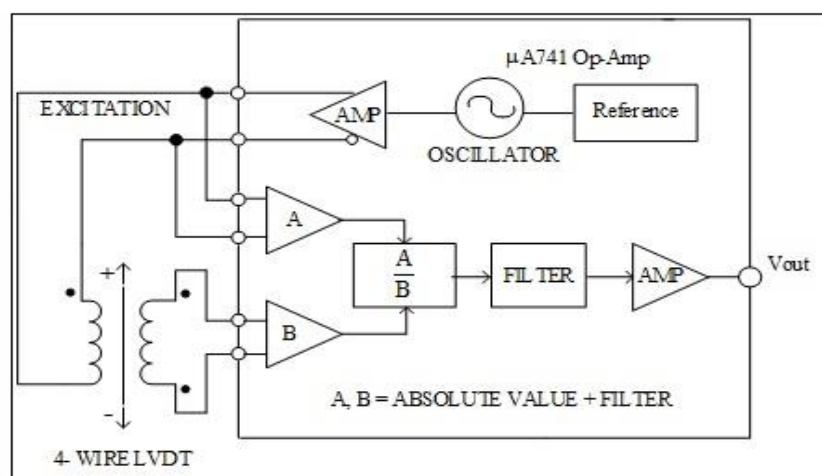 μA741 Op-Amp
EXCITATION
AMP
Reference
OSCILLATOR
A
A
B
FILTER
AMP
Vout
+
B
-
A, B = ABSOLUTE VALUE + FILTER
4- WIRE LVDT